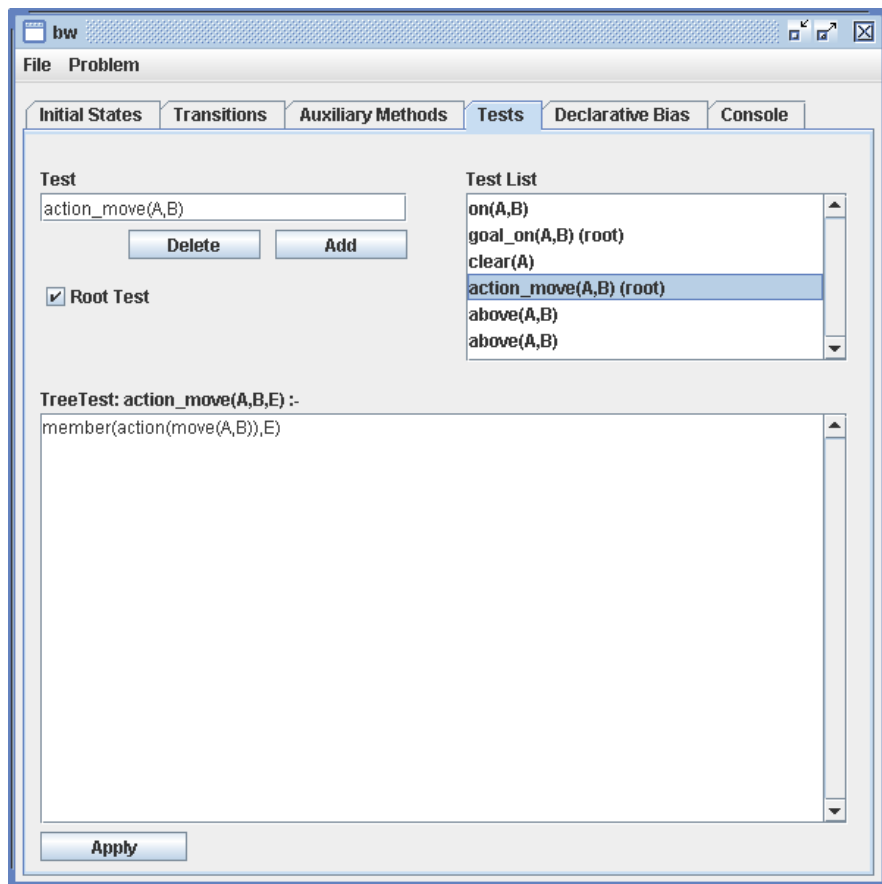 bw
File Problem
Initial States Transitions Auxiliary Methods Tests Declarative Bias Console
Test
action_move(A,B)
Delete Add
Root Test
Test List
on(A,B)
goal_on(A,B) (root)
clear(A)
action_move(A,B) (root)
above(A,B)
above(A,B)
TreeTest: action_move(A,B,E) :-
member(action(move(A,B)),E)
Apply